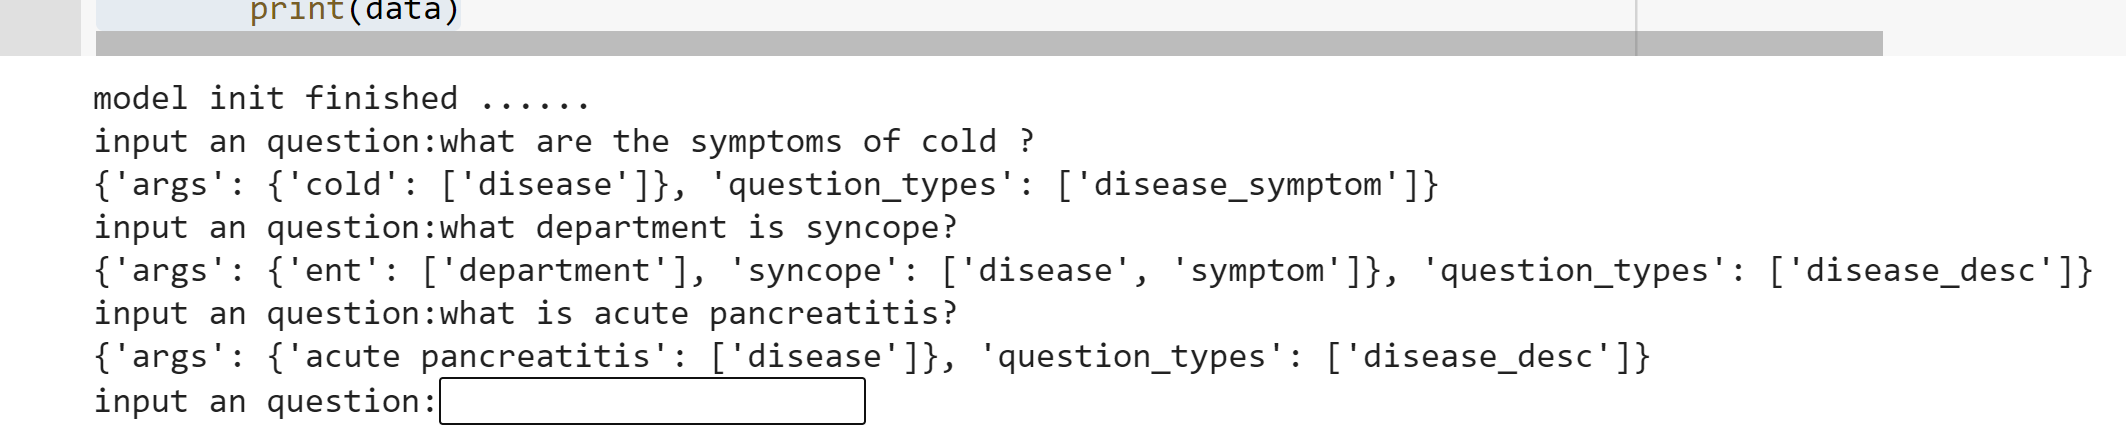 print(data)
model init finished ......
input an question:what are the symptoms of cold ?
{'args': {'cold': ['disease']}, 'question_types': ['disease_symptom']}
input an question:what department is syncope?
{'args': {'ent': ['department'], 'syncope': ['disease', 'symptom']}, 'question_types': ['disease_desc']}
input an question:what is acute pancreatitis?
{'args': {'acute pancreatitis': ['disease']}, 'question_types': ['disease_desc']}
input an question: